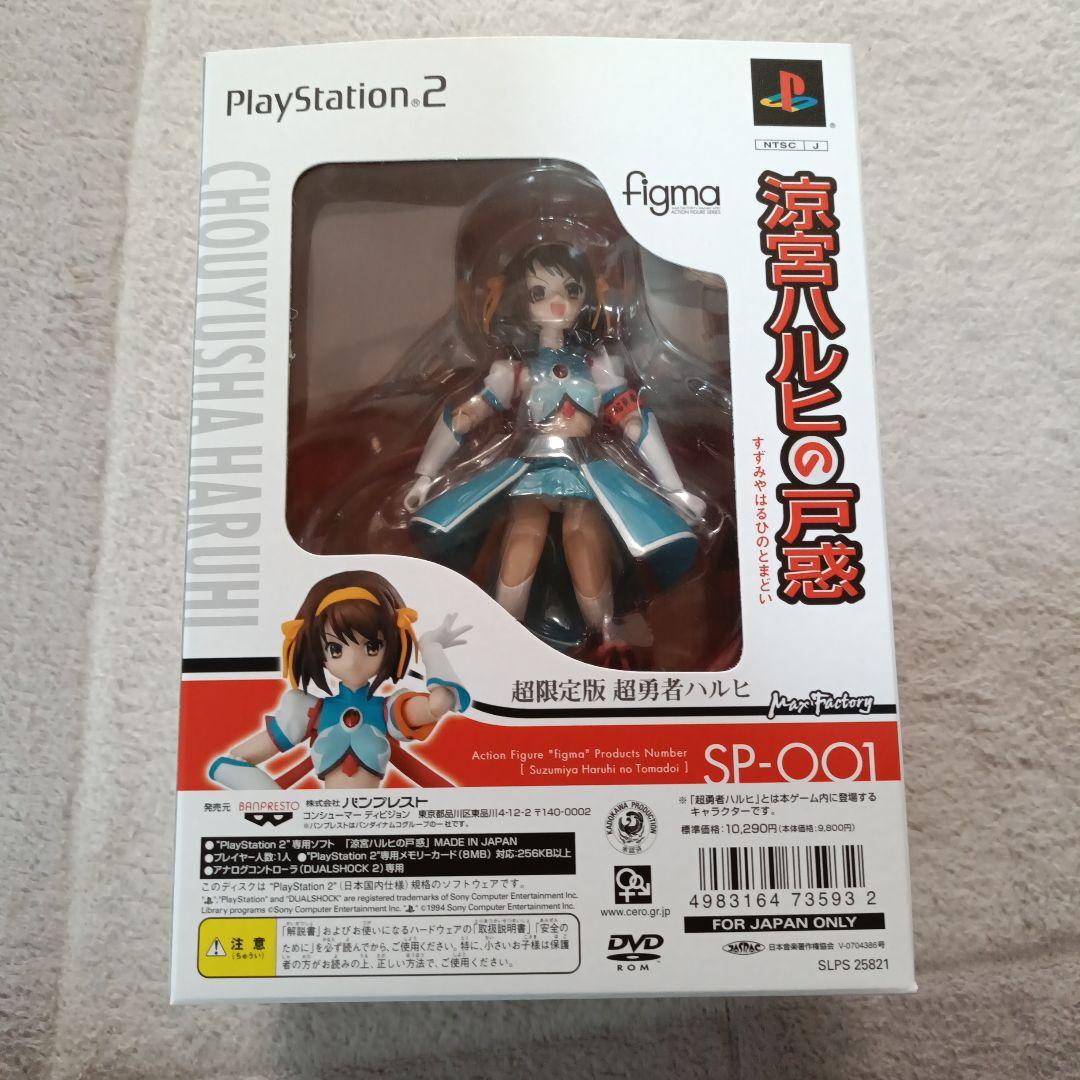 PlayStation®2
NTSC J
figma
ACTION FIGURE SERIES
CHOUYUSHA HARUHI
涼宮ハルヒの戸惑
すずみやはるひのとまどい
超限定版 超勇者ハルヒ
Max Factory
Action Figure "figma" Products Number
[ Suzumiya Haruhi no Tomadoi ]
SP-001
発売元 BANPRESTO 株式会社 バンプレスト
コンシューマー ディビジョン 東京都品川区東品川4-12-2 〒140-0002
※バンプレストはバンダイナムコグループの一社です。
KADOKAWA PRODUCTION
承認済
※「超勇者ハルヒ」とは本ゲーム内に登場する
キャラクターです。
標準価格:10,290円(本体価格:9,800円)
●"PlayStation 2"専用ソフト 「涼宮ハルヒの戸惑」MADE IN JAPAN
●プレイヤー人数:1人 ●"PlayStation 2"専用メモリーカード(8MB) 対応:256KB以上
●アナログコントローラ(DUALSHOCK 2)専用
このディスクは "PlayStation 2"(日本国内仕様)規格のソフトウェアです。
"PlayStation" and "DUALSHOCK" are registered trademarks of Sony Computer Entertainment Inc.
Library programs ©Sony Computer Entertainment Inc. ©1994 Sony Computer Entertainment Inc.
www.cero.gr.jp
4983164 73593 2
FOR JAPAN ONLY
注意
(ちゅうい)
「解説書」およびお使いになるハードウェアの「取扱説明書」「安全の
ために」を必ず読んでから、ご使用ください。特に、小さいお子様は保護
者の方がお読みの上、正しい方法で、ご使用ください。
DVD
ROM
JASRAC 日本音楽著作権協会 V-0704386号
SLPS 25821